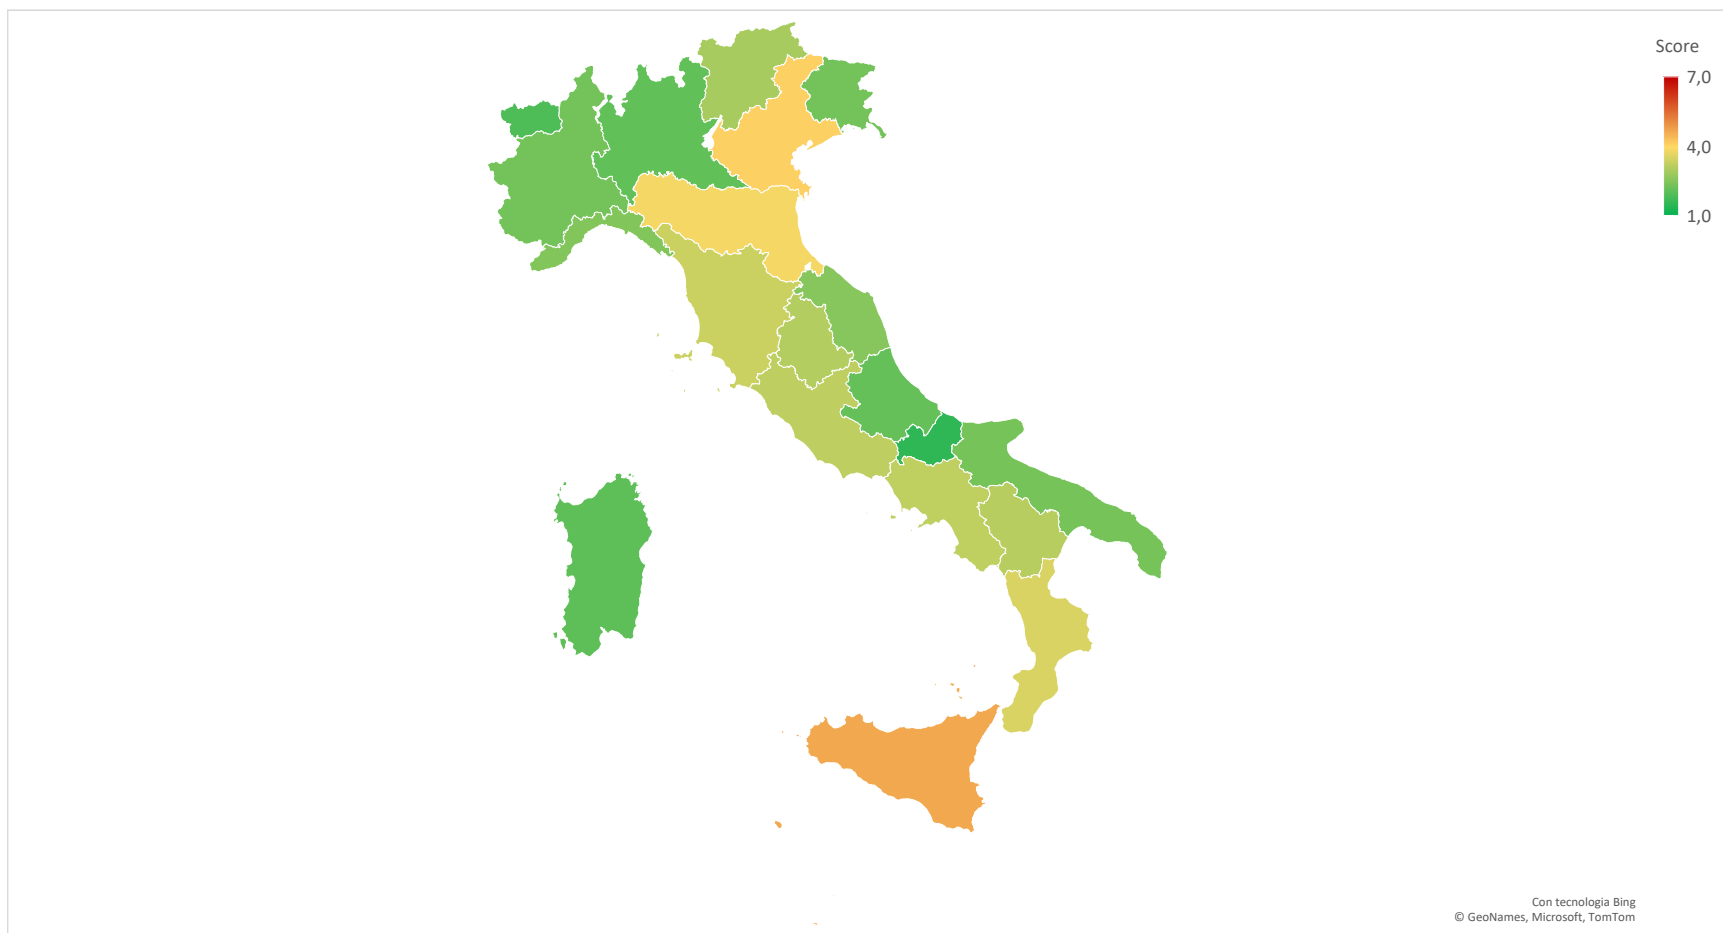 Score
7,0
4,0
1,0
Con tecnologia Bing
© GeoNames, Microsoft, TomTom